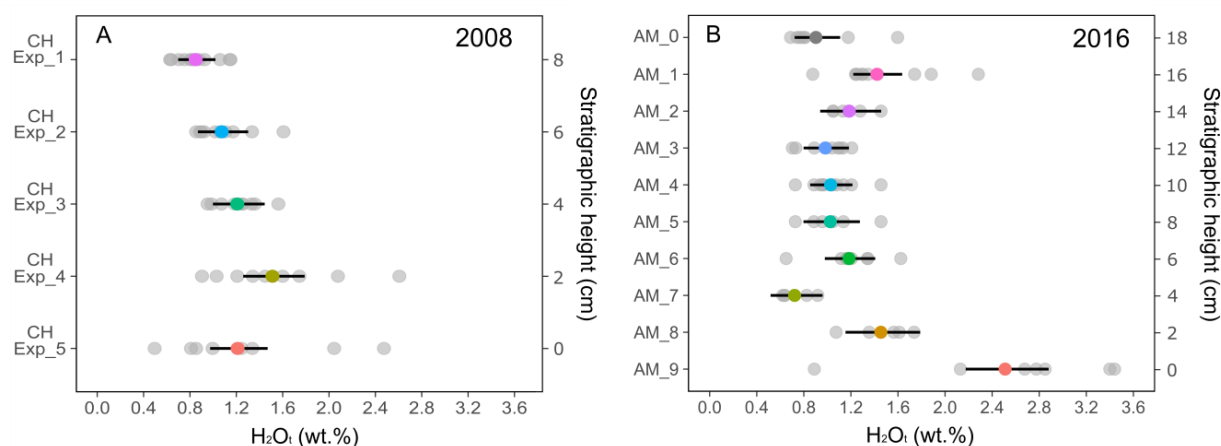 A
2008
CH
Exp_1
CH
Exp_2
CH
Exp_3
CH
Exp_4
CH
Exp_5
8
6
4
2
0
Stratigraphic height (cm)
0.0 0.4 0.8 1.2 1.6 2.0 2.4 2.8 3.2 3.6
H₂Oₜ (wt.%)
B
2016
AM_0
AM_1
AM_2
AM_3
AM_4
AM_5
AM_6
AM_7
AM_8
AM_9
18
16
14
12
10
8
6
4
2
0
Stratigraphic height (cm)
0.0 0.4 0.8 1.2 1.6 2.0 2.4 2.8 3.2 3.6
H₂Oₜ (wt.%)